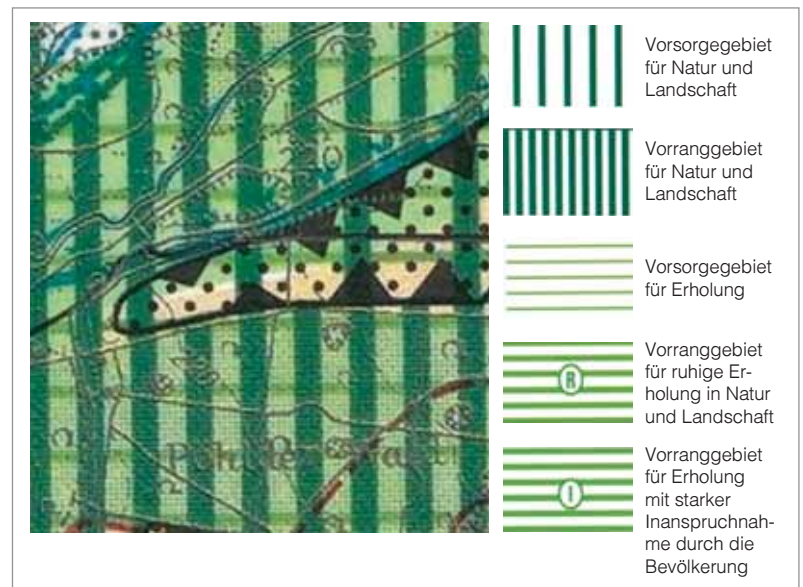 Vorsorgegebiet
für Natur und
Landschaft
Vorranggebiet
für Natur und
Landschaft
Vorsorgegebiet
für Erholung
R
Vorranggebiet
für ruhige Er-
holung in Natur
und Landschaft
I
Vorranggebiet
für Erholung
mit starker
Inanspruchnah-
me durch die
Bevölkerung